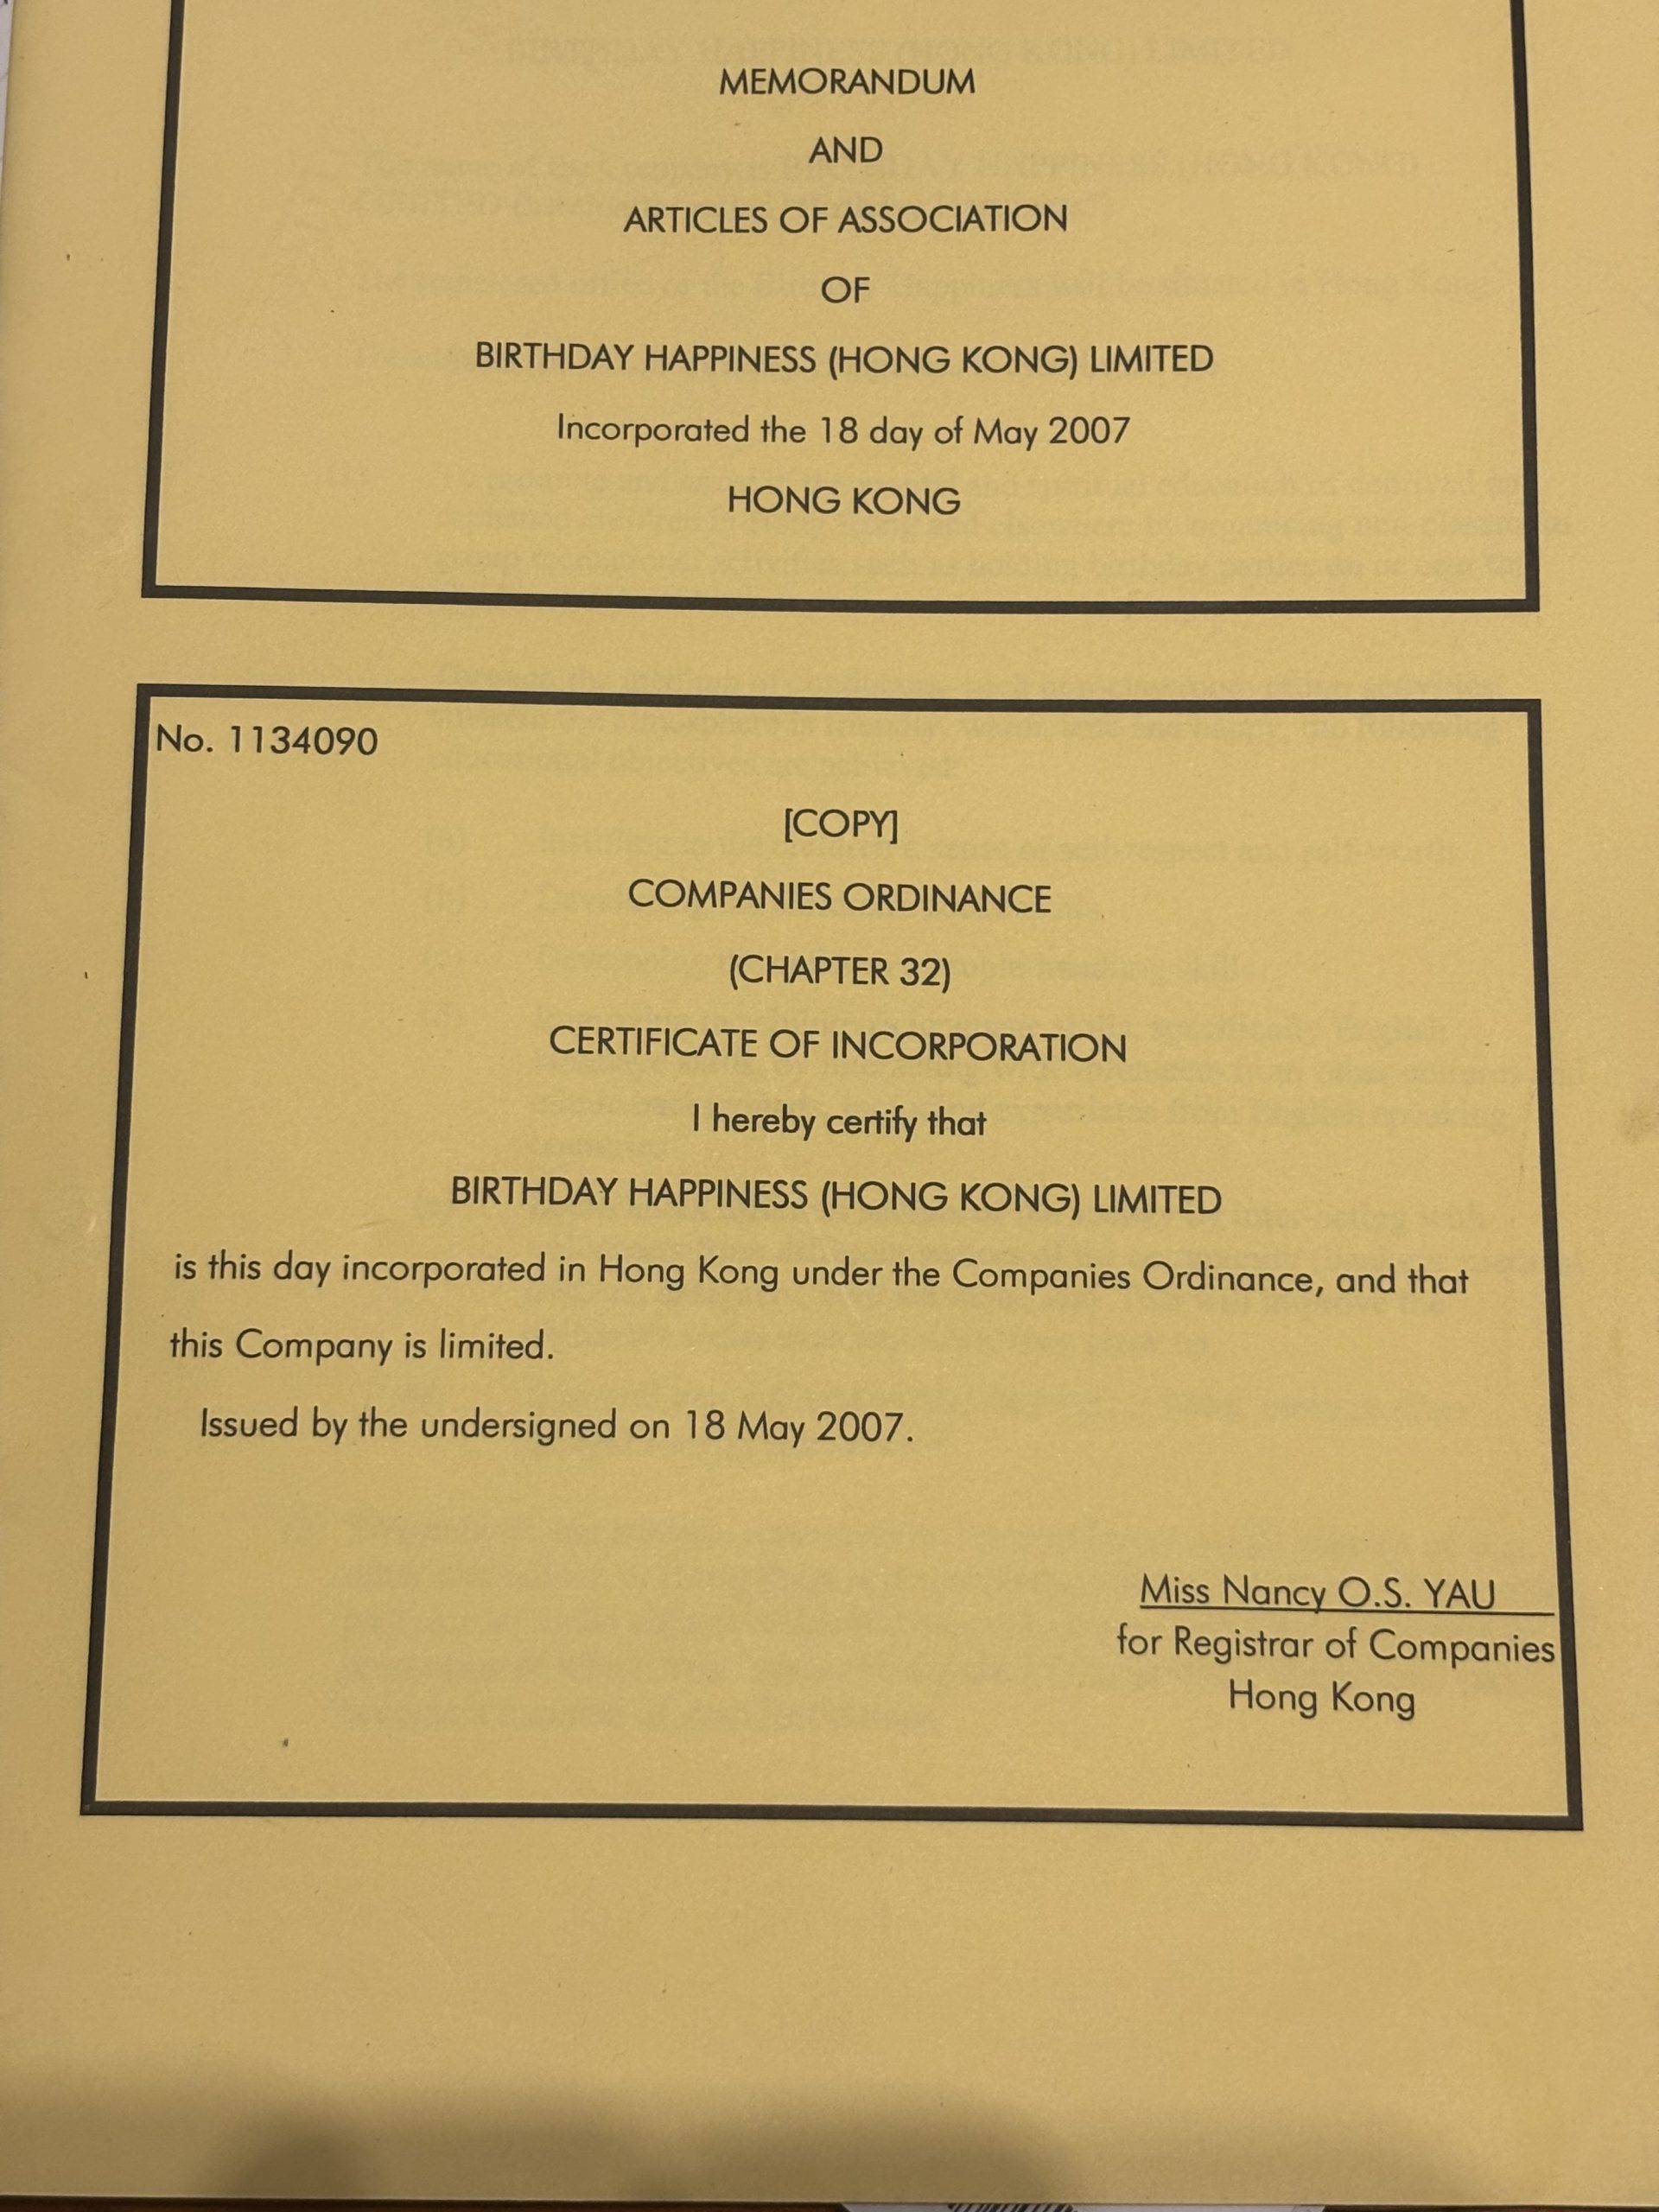 MEMORANDUM
AND
ARTICLES OF ASSOCIATION
OF
BIRTHDAY HAPPINESS (HONG KONG) LIMITED
Incorporated the 18 day of May 2007
HONG KONG
No. 1134090
[COPY]
COMPANIES ORDINANCE
(CHAPTER 32)
CERTIFICATE OF INCORPORATION
I hereby certify that
BIRTHDAY HAPPINESS (HONG KONG) LIMITED
is this day incorporated in Hong Kong under the Companies Ordinance, and that
this Company is limited.
Issued by the undersigned on 18 May 2007.
Miss Nancy O.S. YAU
for Registrar of Companies
Hong Kong